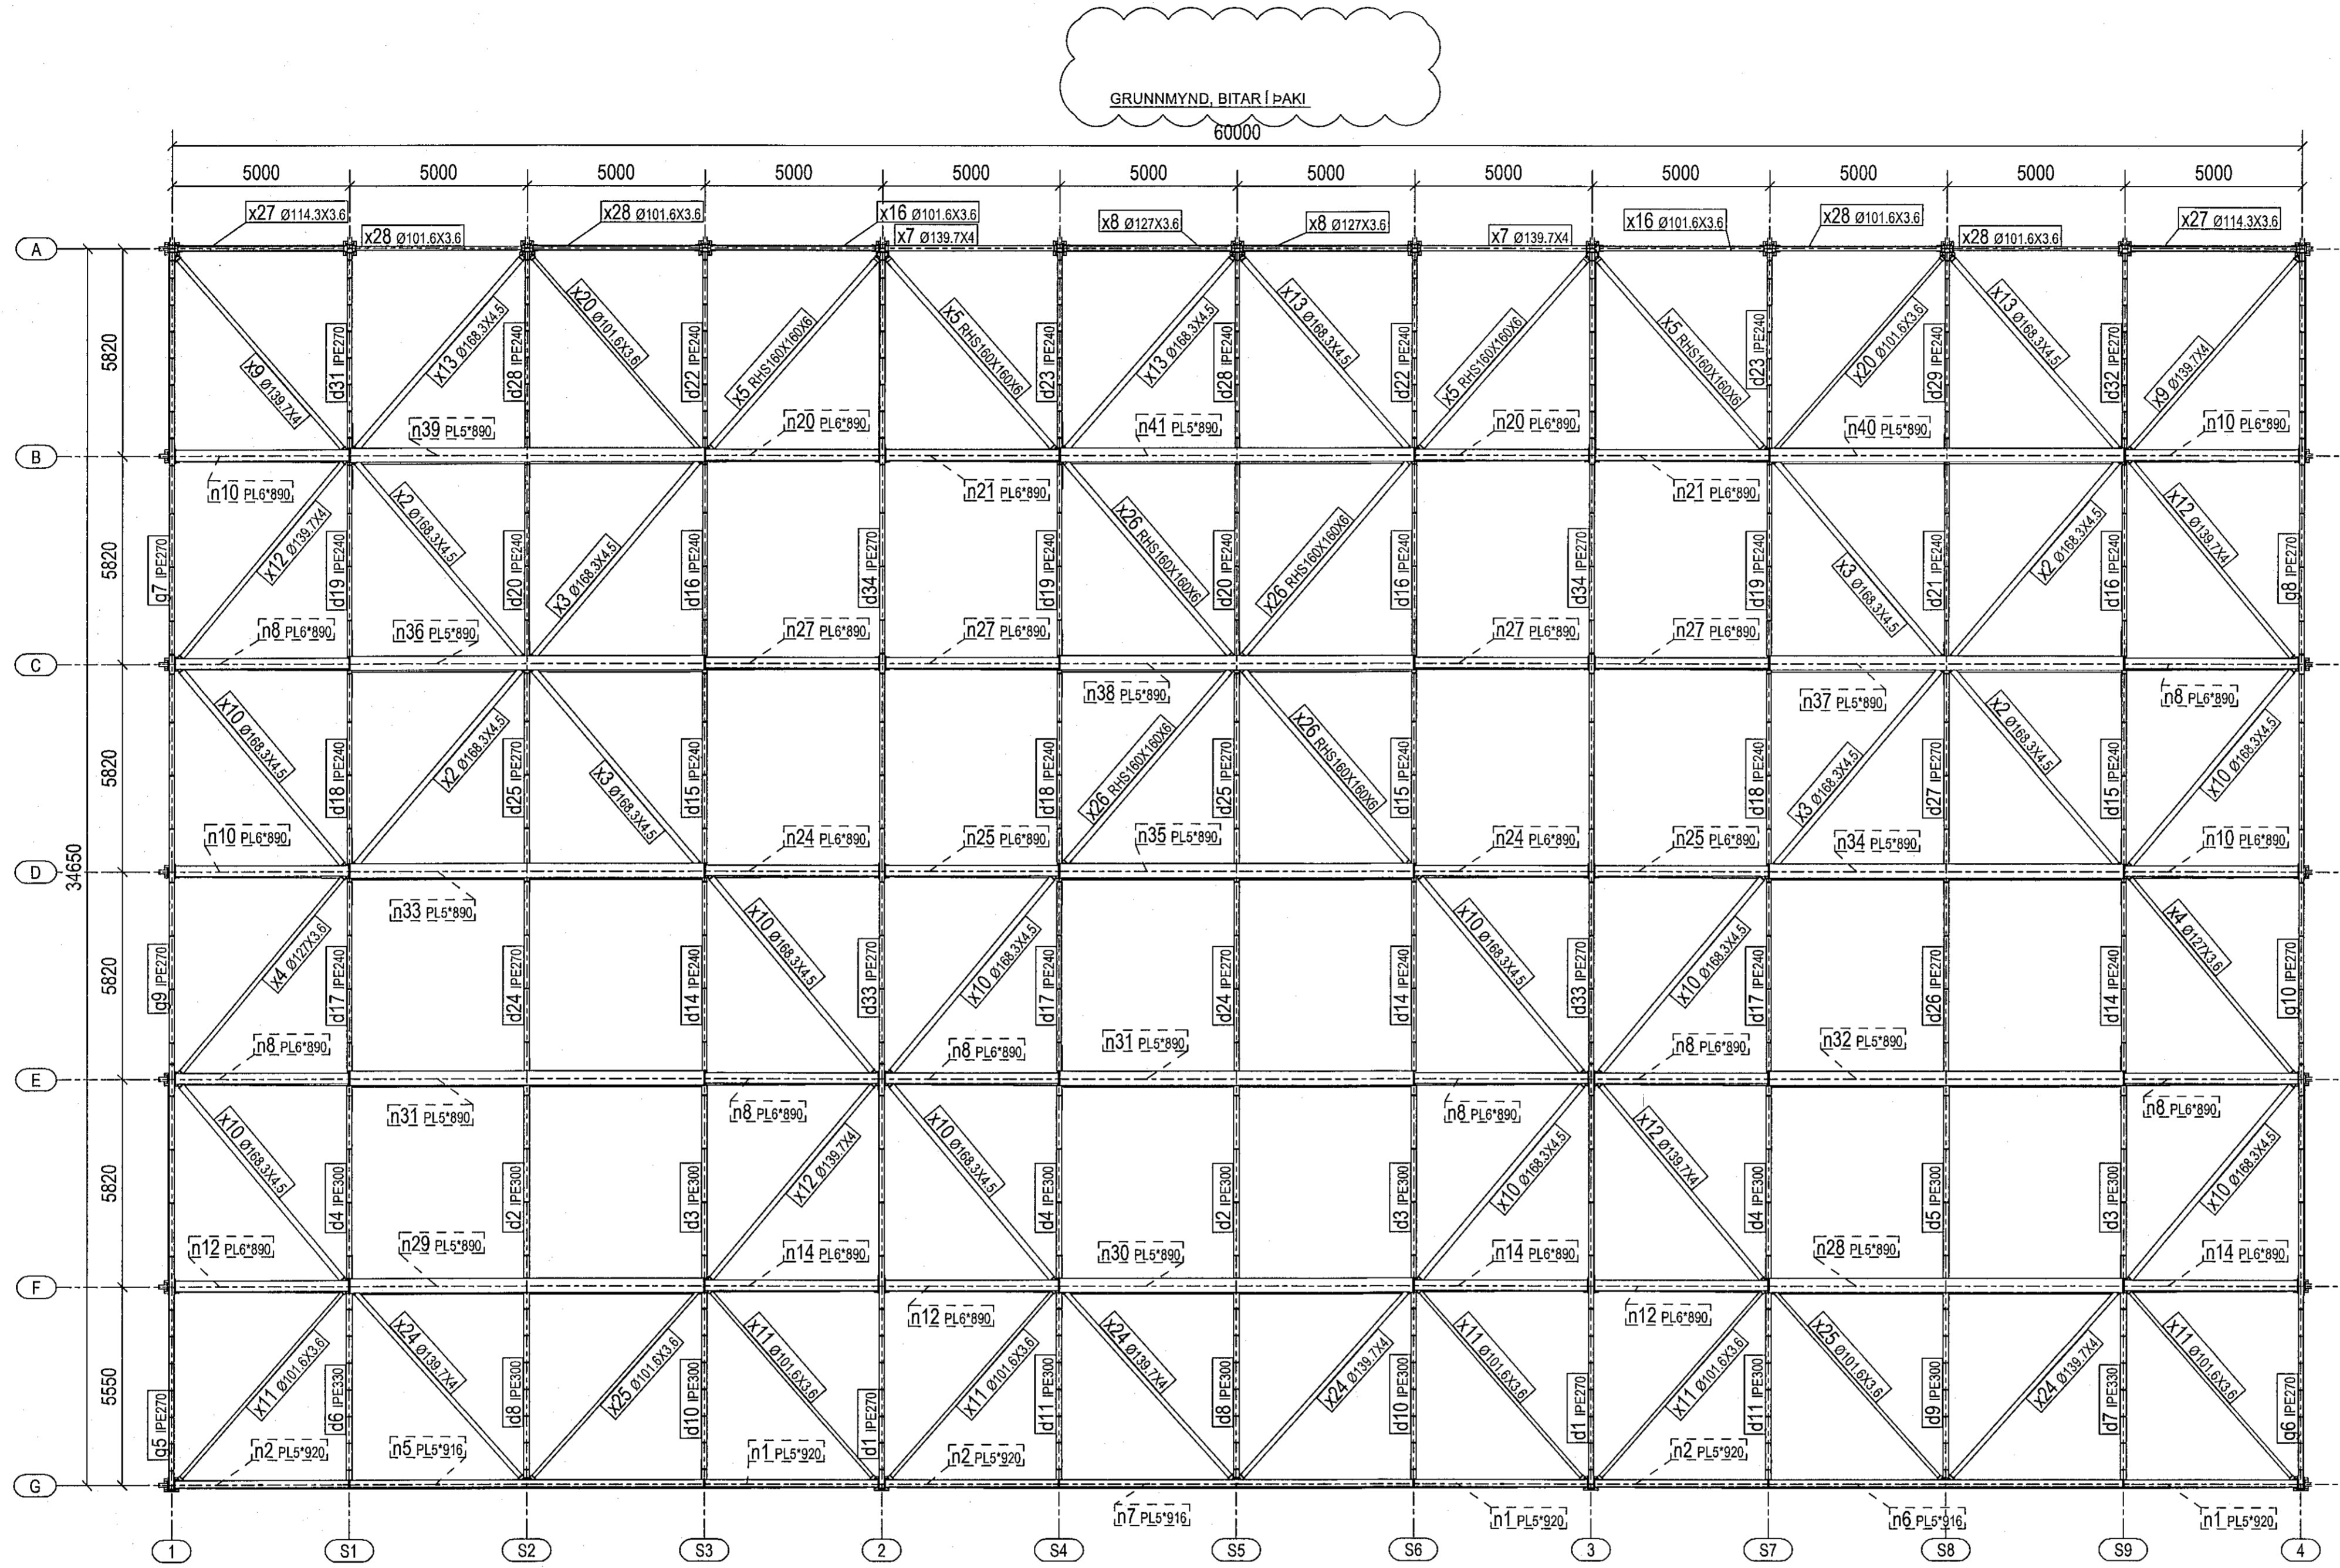 GRUNNMYND, BITAR Í ÞAKI
60000
5000 5000 5000 5000 5000 5000 5000 5000 5000 5000 5000 5000
x27 Ø114.3X3.6
x28 Ø101.6X3.6
x28 Ø101.6X3.6
x16 Ø101.6X3.6
x7 Ø139.7X4
x8 Ø127X3.6
x8 Ø127X3.6
x7 Ø139.7X4
x16 Ø101.6X3.6
x28 Ø101.6X3.6
x28 Ø101.6X3.6
x27 Ø114.3X3.6
A
5820
x9 Ø139.7X4
d31 IPE270
x13 Ø168.3X4.5
d28 IPE240
x20 Ø101.6X3.6
d22 IPE240
x5 RHS160X160X6
x5 RHS160X160X6
d23 IPE240
x13 Ø168.3X4.5
d28 IPE240
x13 Ø168.3X4.5
d22 IPE240
x5 RHS160X160X6
x5 RHS160X160X6
d23 IPE240
x20 Ø101.6X3.6
d29 IPE240
x13 Ø168.3X4.5
d32 IPE270
x9 Ø139.7X4
n39 PL5*890
n20 PL6*890
n41 PL5*890
n20 PL6*890
n40 PL5*890
n10 PL6*890
B
n10 PL6*890
n21 PL6*890
n21 PL6*890
5820
q7 IPE270
x12 Ø139.7X4
d19 IPE240
x2 Ø168.3X4.5
d20 IPE240
x3 Ø168.3X4.5
d16 IPE240
d34 IPE270
d19 IPE240
x26 RHS160X160X6
d20 IPE240
x26 RHS160X160X6
d16 IPE240
d34 IPE270
d19 IPE240
x3 Ø168.3X4.5
d21 IPE240
x2 Ø168.3X4.5
d16 IPE240
x12 Ø139.7X4
q8 IPE270
n8 PL6*890
n36 PL5*890
n27 PL6*890
n27 PL6*890
n27 PL6*890
n27 PL6*890
C
n38 PL5*890
n37 PL5*890
n8 PL6*890
5820
x10 Ø168.3X4.5
d18 IPE240
x2 Ø168.3X4.5
d25 IPE270
x3 Ø168.3X4.5
d15 IPE240
d18 IPE240
x26 RHS160X160X6
d25 IPE270
x26 RHS160X160X6
d15 IPE240
d18 IPE240
x3 Ø168.3X4.5
d27 IPE270
x2 Ø168.3X4.5
d15 IPE240
x10 Ø168.3X4.5
n10 PL6*890
n24 PL6*890
n25 PL6*890
n35 PL5*890
n24 PL6*890
n25 PL6*890
n34 PL5*890
n10 PL6*890
34650
D
n33 PL5*890
5820
q9 IPE270
x4 Ø127X3.6
d17 IPE240
d24 IPE270
d14 IPE240
x10 Ø168.3X4.5
d33 IPE270
x10 Ø168.3X4.5
d17 IPE240
d24 IPE270
d14 IPE240
x10 Ø168.3X4.5
d33 IPE270
x10 Ø168.3X4.5
d17 IPE240
d26 IPE270
d14 IPE240
x4 Ø127X3.6
q10 IPE270
n8 PL6*890
n8 PL6*890
n31 PL5*890
n8 PL6*890
n32 PL5*890
E
n31 PL5*890
n8 PL6*890
n8 PL6*890
n8 PL6*890
5820
x10 Ø168.3X4.5
d4 IPE300
d2 IPE300
d3 IPE300
x12 Ø139.7X4
x10 Ø168.3X4.5
d4 IPE300
d2 IPE300
d3 IPE300
x10 Ø168.3X4.5
x12 Ø139.7X4
d4 IPE300
d5 IPE300
d3 IPE300
x10 Ø168.3X4.5
n12 PL6*890
n29 PL5*890
n14 PL6*890
n30 PL5*890
n14 PL6*890
n28 PL5*890
n14 PL6*890
F
n12 PL6*890
n12 PL6*890
5550
q5 IPE270
x11 Ø101.6X3.6
d6 IPE330
x24 Ø139.7X4
d8 IPE300
x25 Ø101.6X3.6
d10 IPE300
x11 Ø101.6X3.6
d1 IPE270
x11 Ø101.6X3.6
d11 IPE300
x24 Ø139.7X4
d8 IPE300
x24 Ø139.7X4
d10 IPE300
x11 Ø101.6X3.6
d1 IPE270
x11 Ø101.6X3.6
d11 IPE300
x25 Ø101.6X3.6
d9 IPE300
x24 Ø139.7X4
d7 IPE330
x11 Ø101.6X3.6
q6 IPE270
n2 PL5*920
n5 PL5*916
n1 PL5*920
n2 PL5*920
n2 PL5*920
G
n7 PL5*916
n1 PL5*920
n6 PL5*916
n1 PL5*920
1 S1 S2 S3 2 S4 S5 S6 3 S7 S8 S9 4